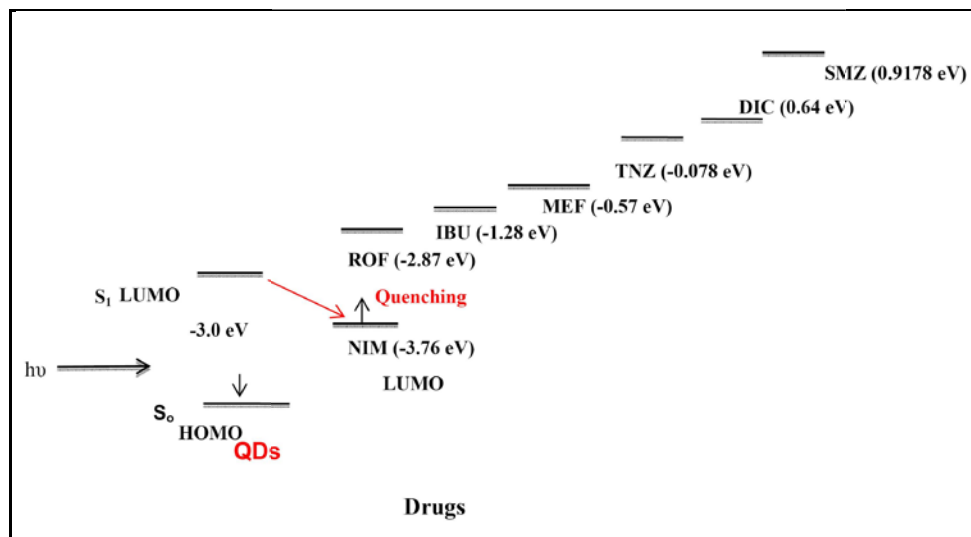 SMZ (0.9178 eV)
DIC (0.64 eV)
TNZ (-0.078 eV)
MEF (-0.57 eV)
IBU (-1.28 eV)
ROF (-2.87 eV)
S₁ LUMO
Quenching
-3.0 eV
NIM (-3.76 eV)
hυ
LUMO
Sₒ
HOMO
QDs
Drugs